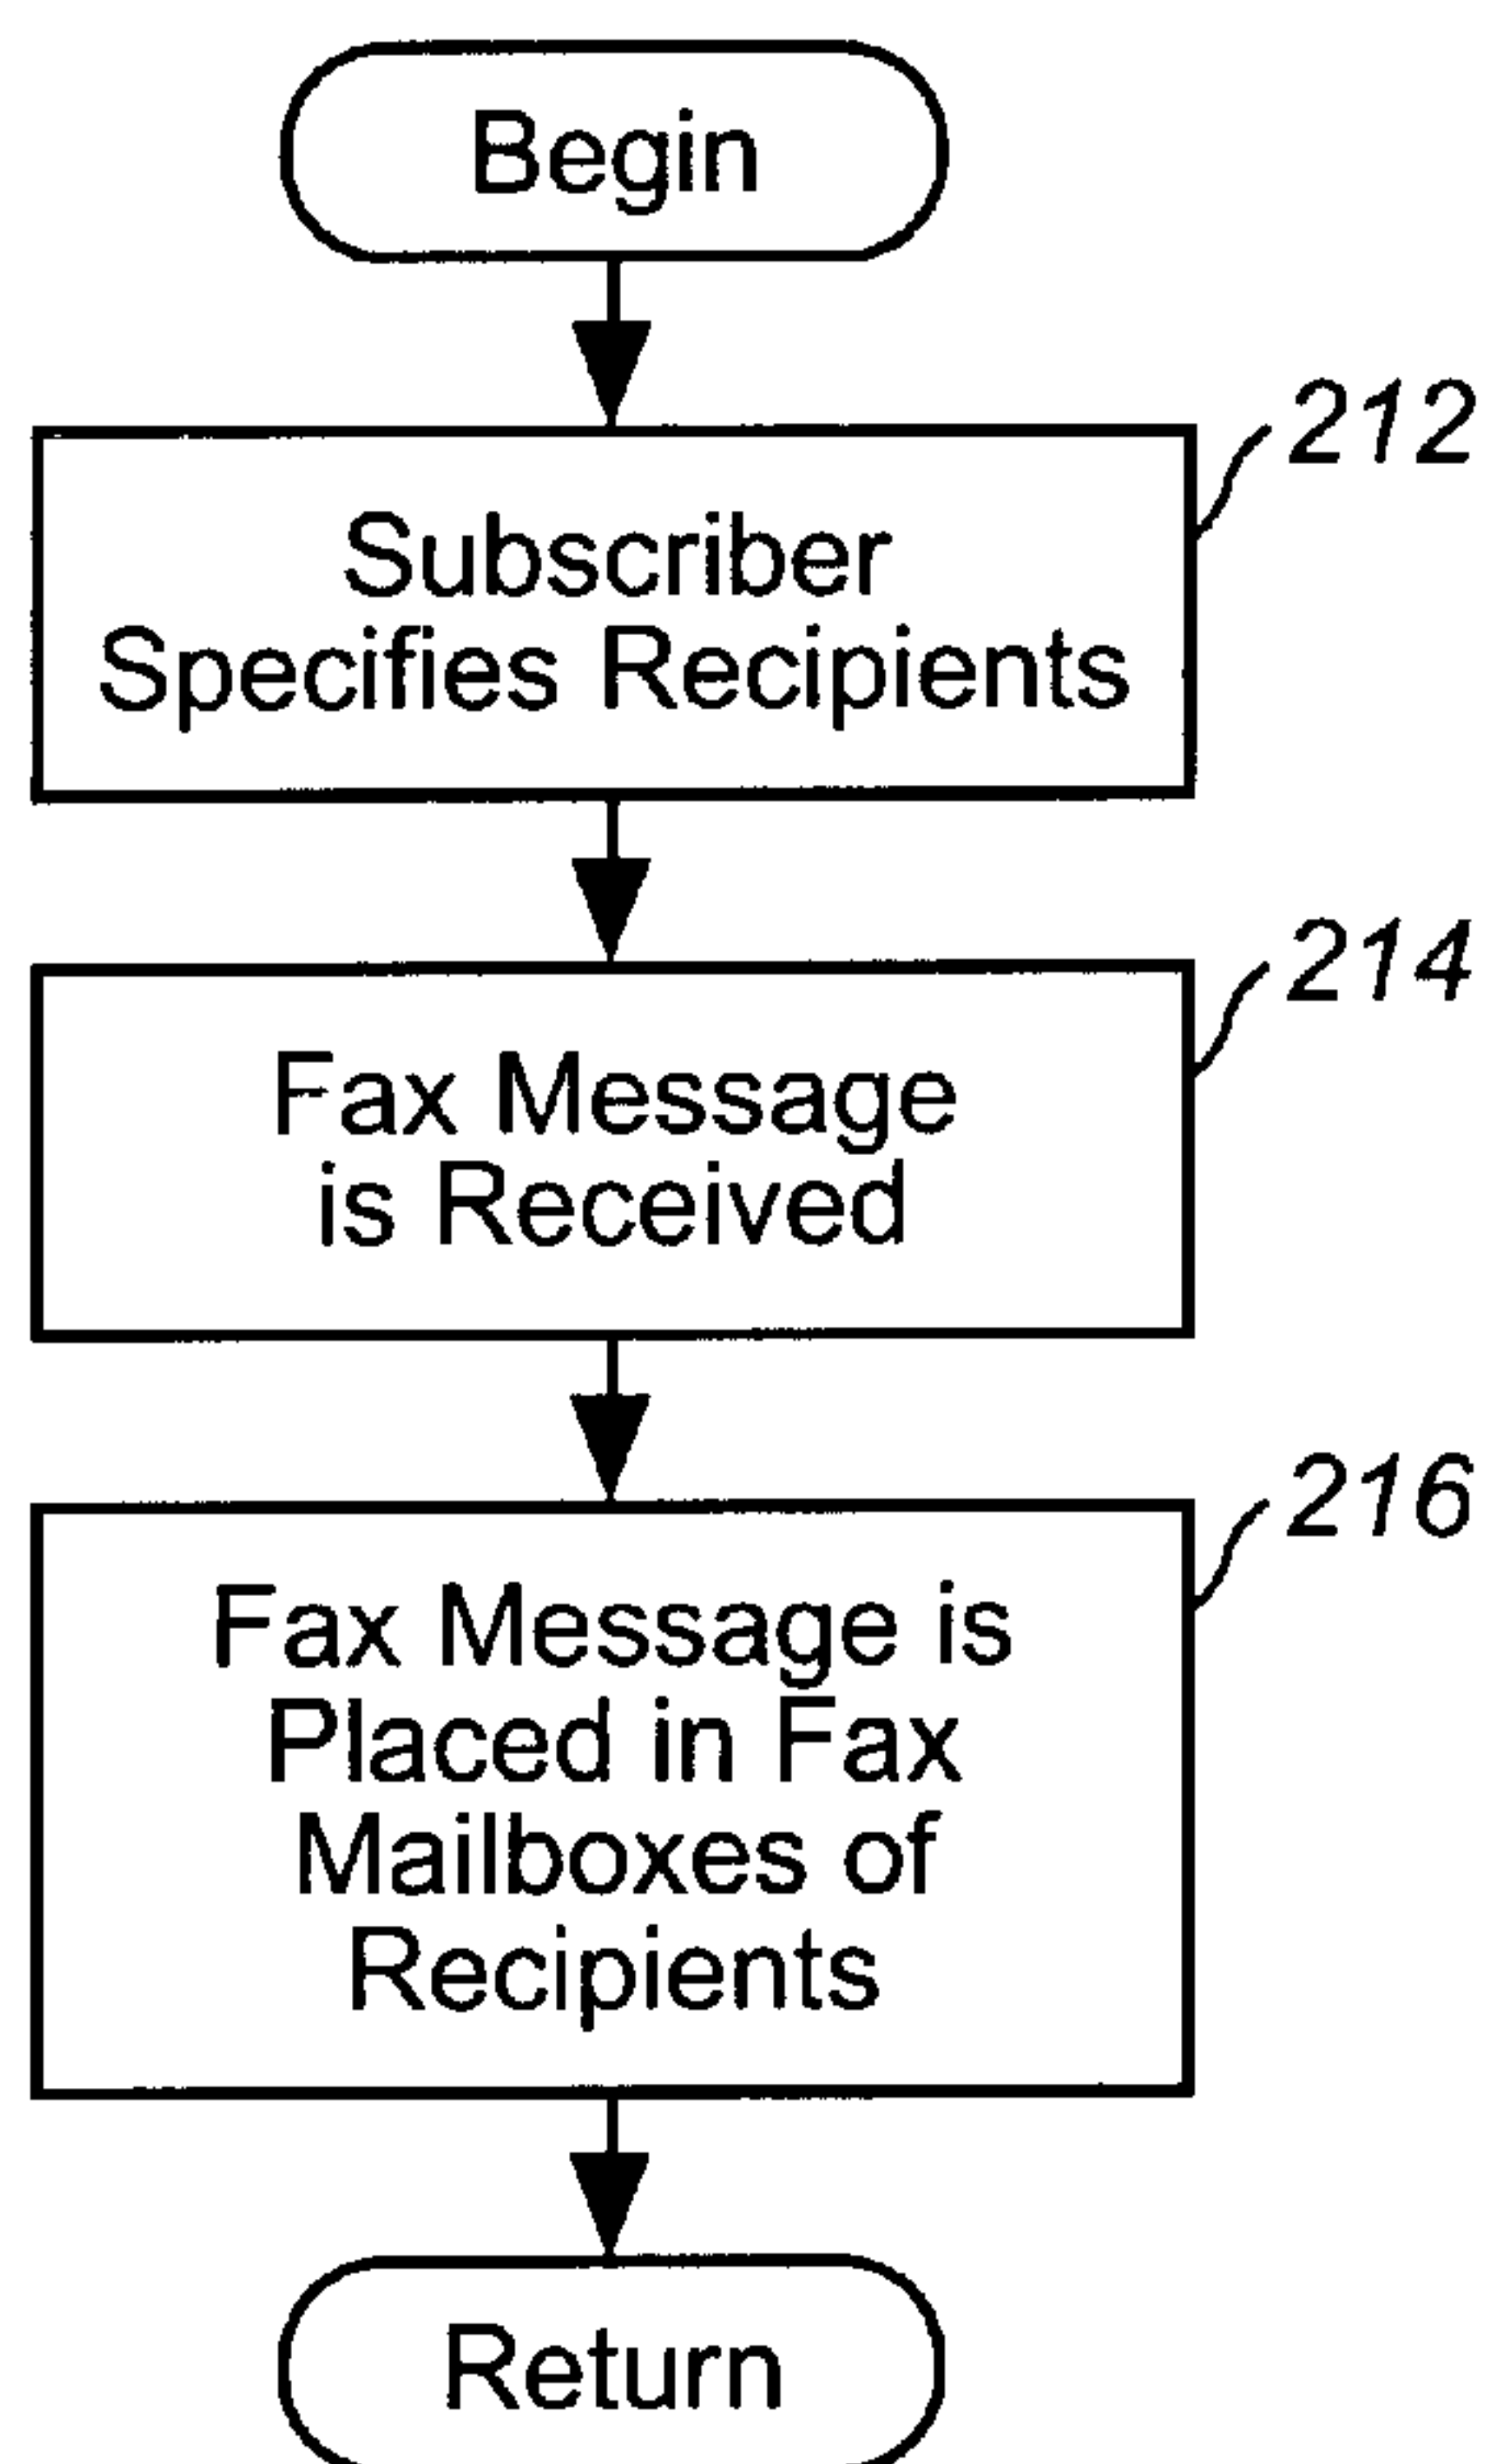 Begin
212
Subscriber
Specifies Recipients
214
Fax Message
is Received
216
Fax Message is
Placed in Fax
Mailboxes of
Recipients
Return